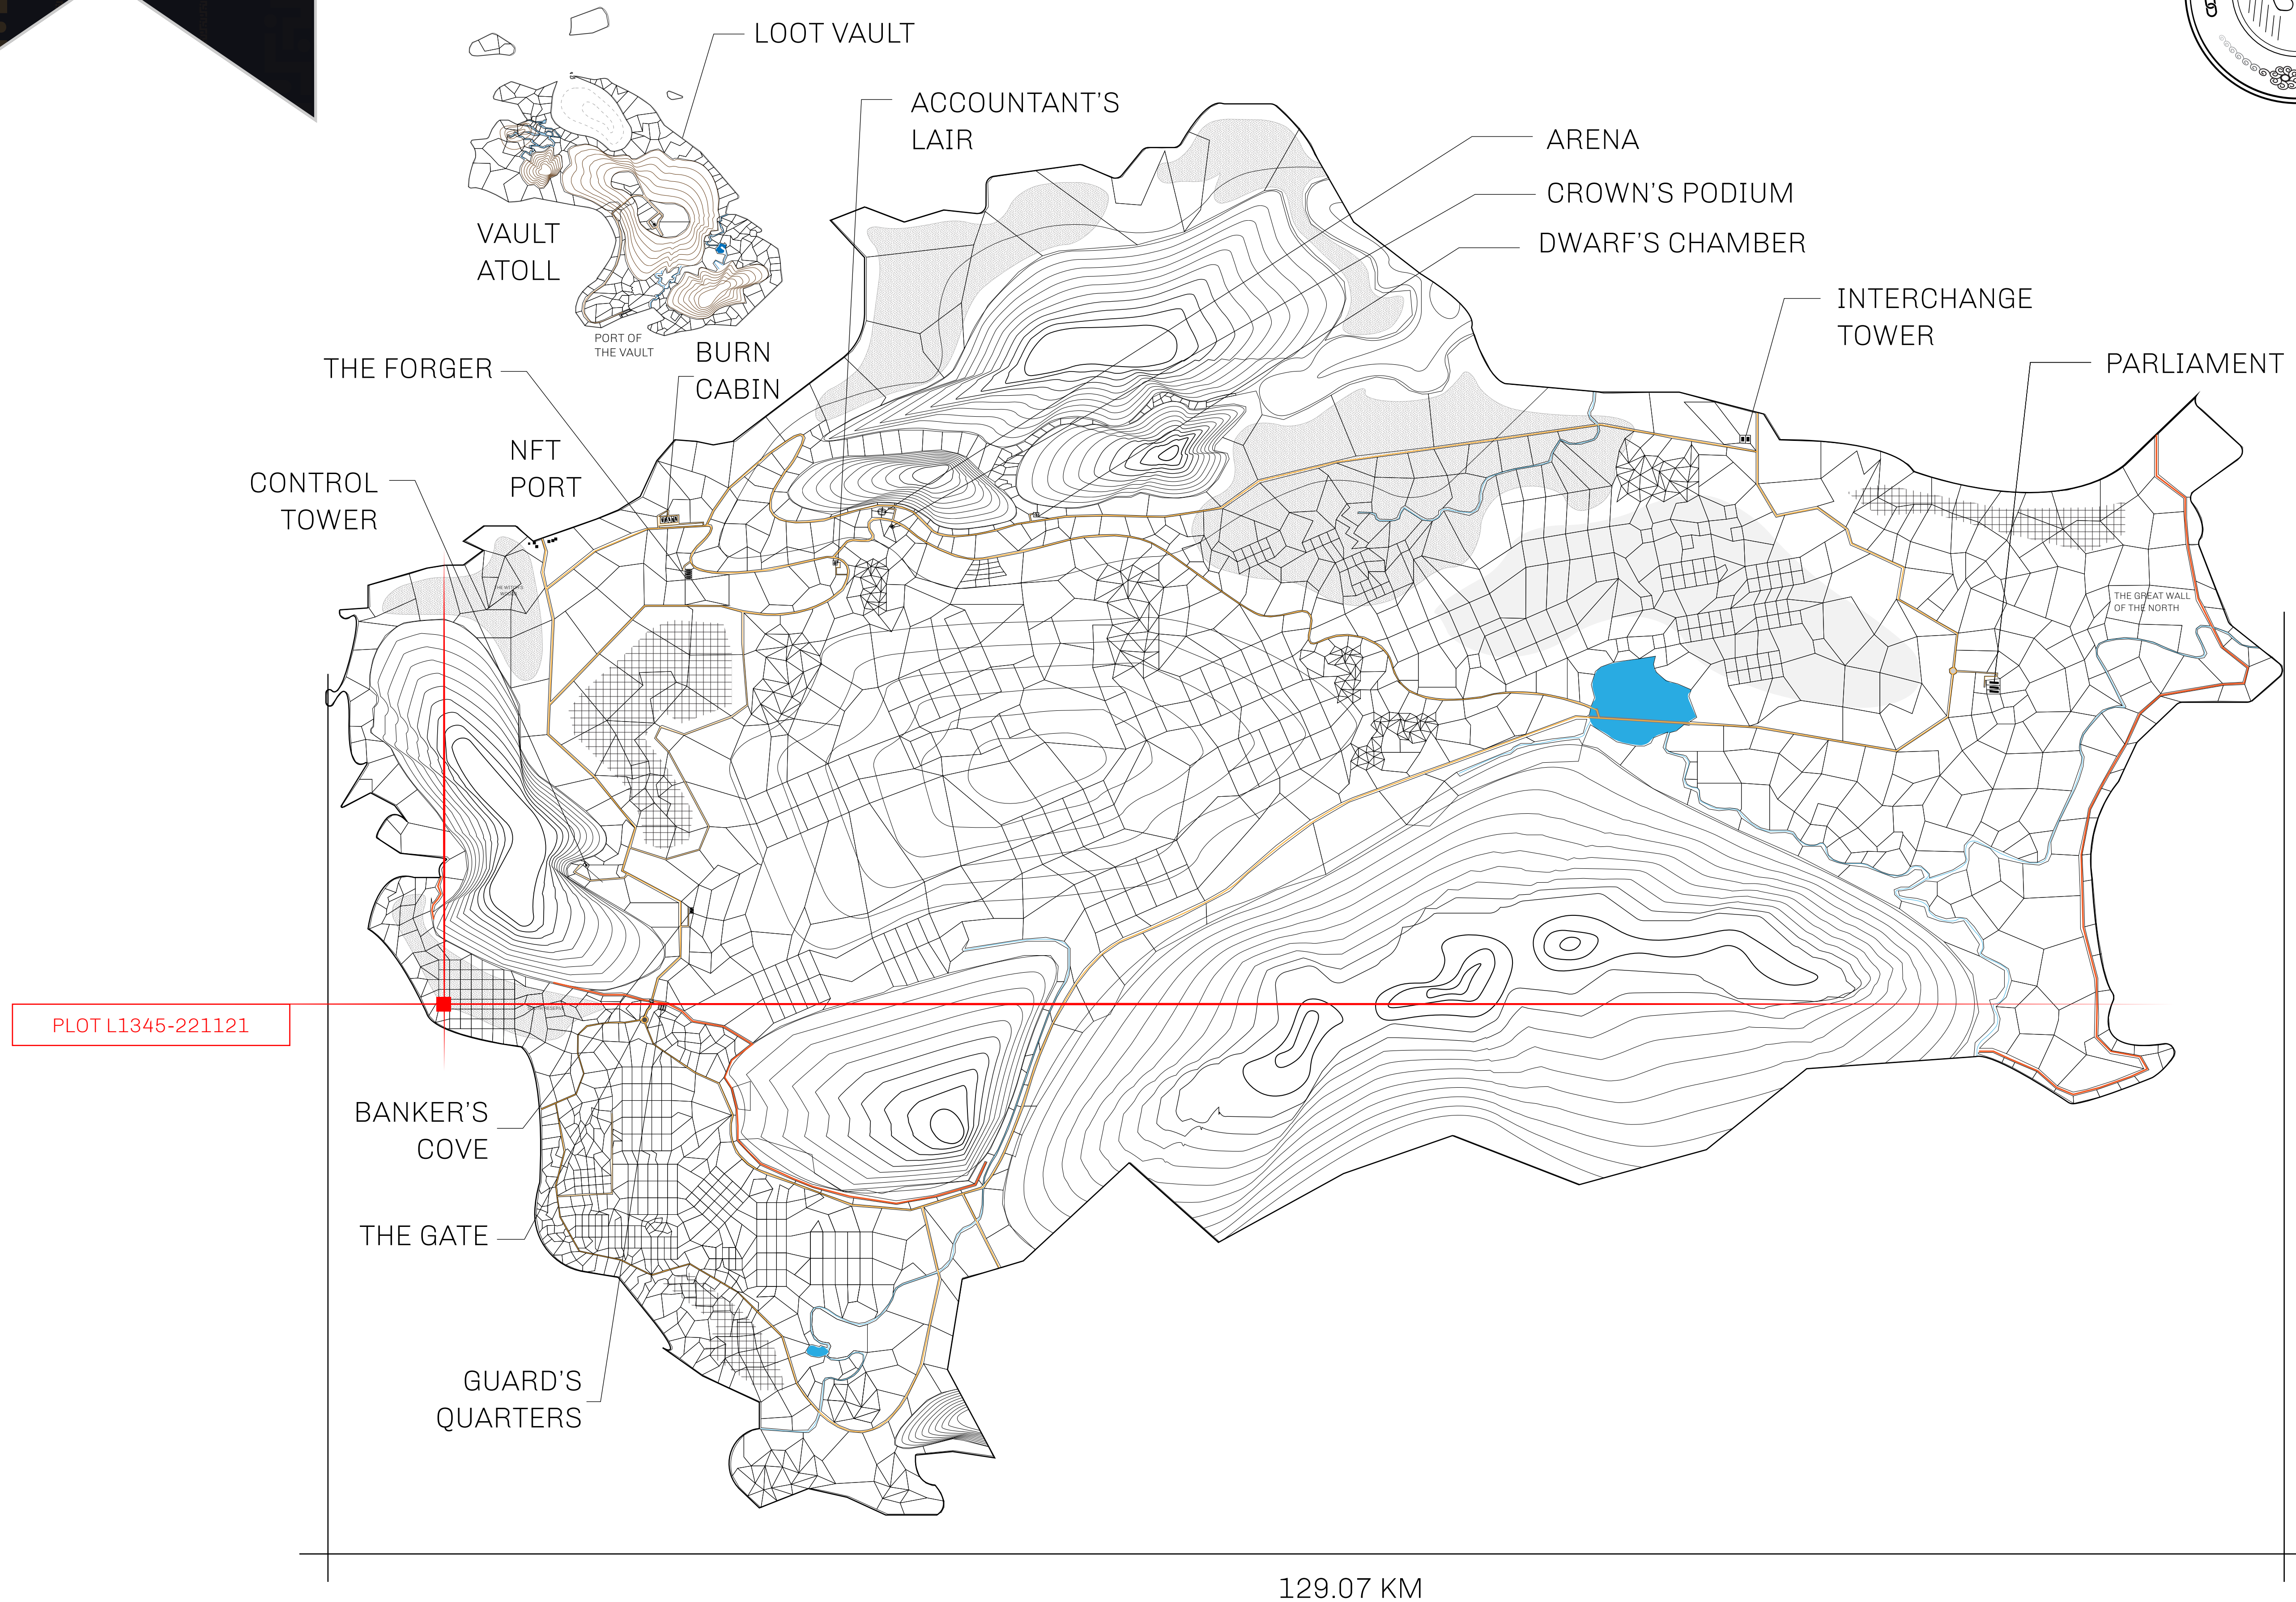 LOOT VAULT
ACCOUNTANT'S
LAIR
ARENA
CROWN'S PODIUM
DWARF'S CHAMBER
VAULT
ATOLL
INTERCHANGE
TOWER
PORT OF
THE VAULT
BURN
CABIN
THE FORGER
PARLIAMENT
NFT
PORT
CONTROL
TOWER
THE GREAT WALL
OF THE NORTH
PLOT L1345-221121
BANKER'S
COVE
THE GATE
GUARD'S
QUARTERS
129.07 KM